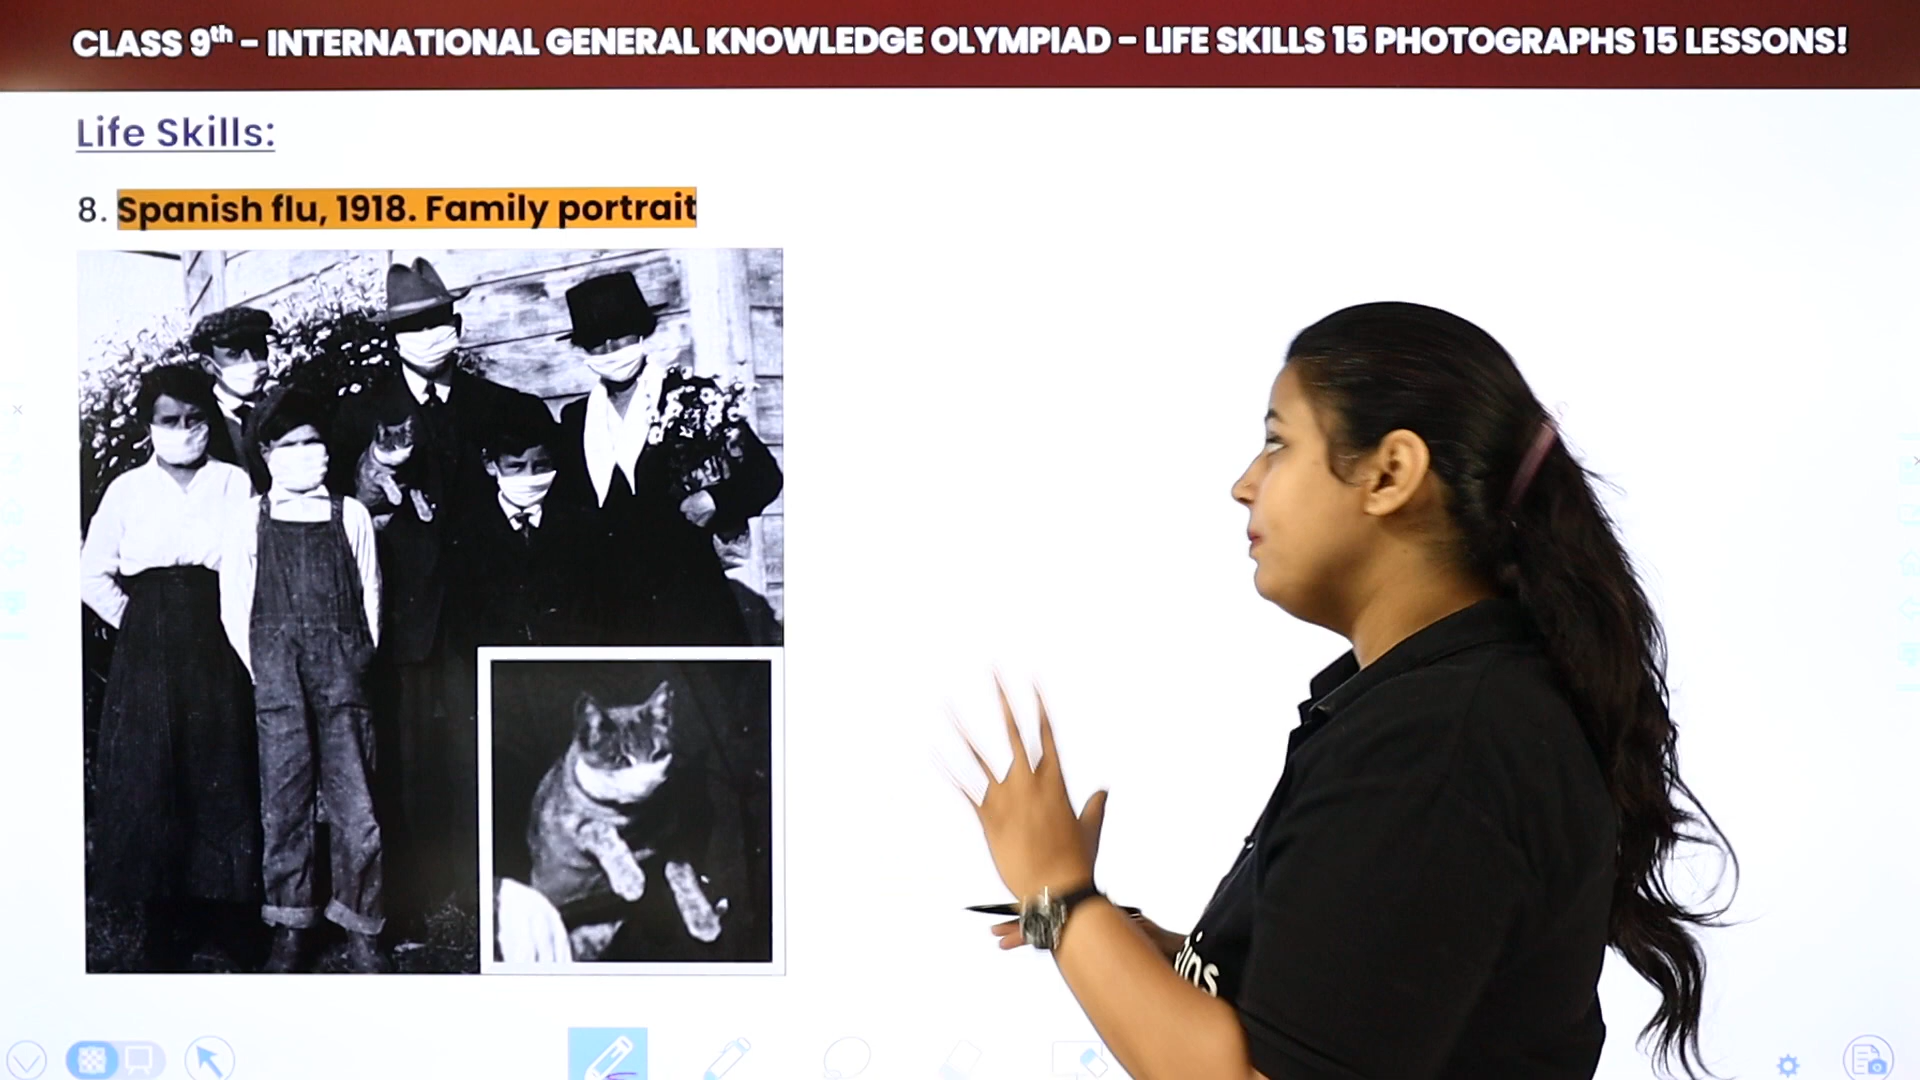 CLASS 9th - INTERNATIONAL GENERAL KNOWLEDGE OLYMPIAD - LIFE SKILLS 15 PHOTOGRAPHS 15 LESSONS!
Life Skills:
8. Spanish flu, 1918. Family portrait